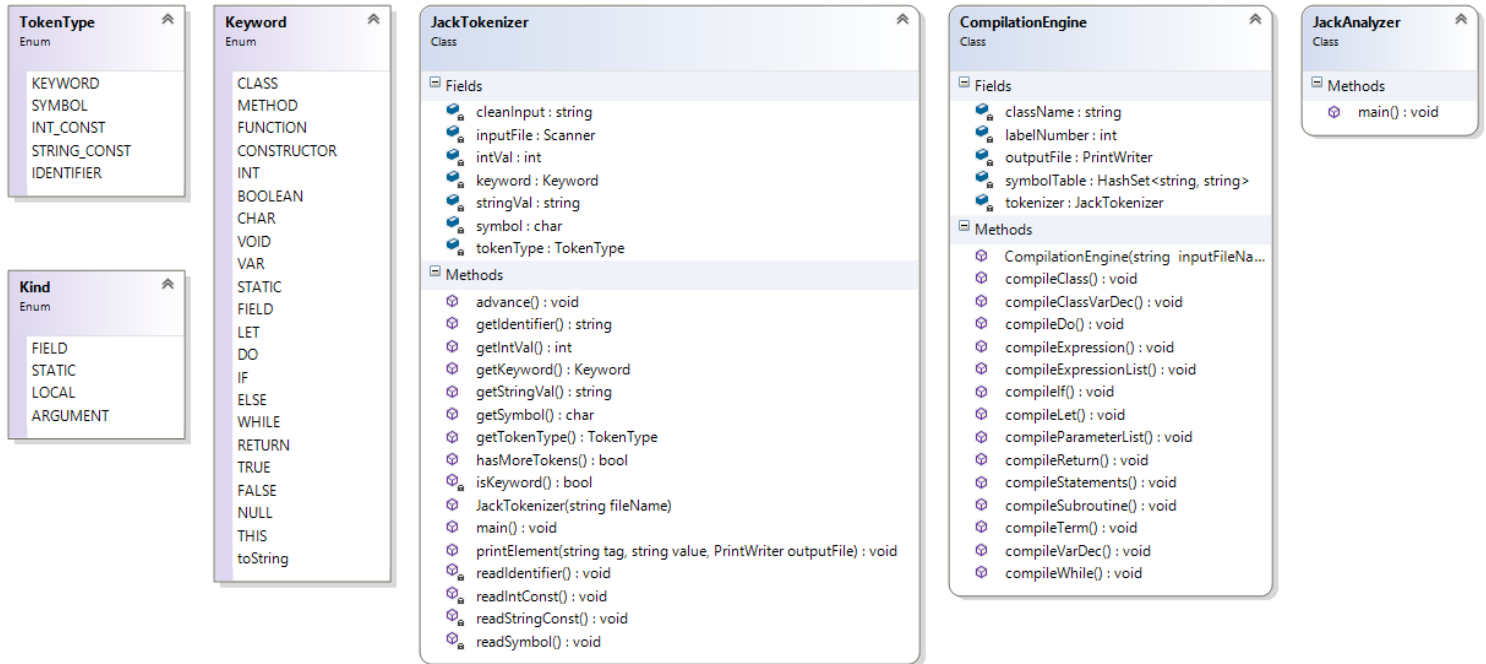 TokenType
Enum
KEYWORD
SYMBOL
INT_CONST
STRING_CONST
IDENTIFIER
Kind
Enum
FIELD
STATIC
LOCAL
ARGUMENT
Keyword
Enum
CLASS
METHOD
FUNCTION
CONSTRUCTOR
INT
BOOLEAN
CHAR
VOID
VAR
STATIC
FIELD
LET
DO
IF
ELSE
WHILE
RETURN
TRUE
FALSE
NULL
THIS
toString
JackTokenizer
Class
Fields
cleanInput : string
inputFile : Scanner
intVal : int
keyword : Keyword
stringVal : string
symbol : char
tokenType : TokenType
Methods
advance() : void
getIdentifier() : string
getIntVal() : int
getKeyword() : Keyword
getStringVal() : string
getSymbol() : char
getTokenType() : TokenType
hasMoreTokens() : bool
isKeyword() : bool
JackTokenizer(string fileName)
main() : void
printElement(string tag, string value, PrintWriter outputFile) : void
readIdentifier() : void
readIntConst() : void
readStringConst() : void
readSymbol() : void
CompilationEngine
Class
Fields
className : string
labelNumber : int
outputFile : PrintWriter
symbolTable : HashSet<string, string>
tokenizer : JackTokenizer
Methods
CompilationEngine(string inputFileNa...
compileClass() : void
compileClassVarDec() : void
compileDo() : void
compileExpression() : void
compileExpressionList() : void
compileIf() : void
compileLet() : void
compileParameterList() : void
compileReturn() : void
compileStatements() : void
compileSubroutine() : void
compileTerm() : void
compileVarDec() : void
compileWhile() : void
JackAnalyzer
Class
Methods
main() : void